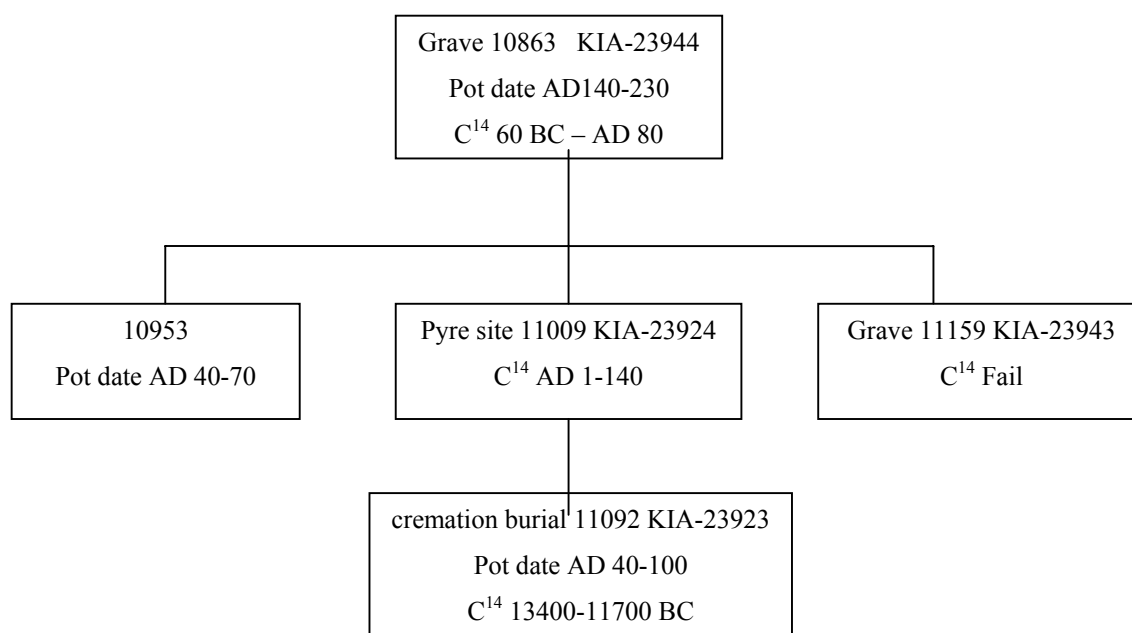 Grave 10863 KIA-23944
Pot date AD140-230
C14 60 BC – AD 80
10953
Pot date AD 40-70
Pyre site 11009 KIA-23924
C14 AD 1-140
Grave 11159 KIA-23943
C14 Fail
cremation burial 11092 KIA-23923
Pot date AD 40-100
C14 13400-11700 BC